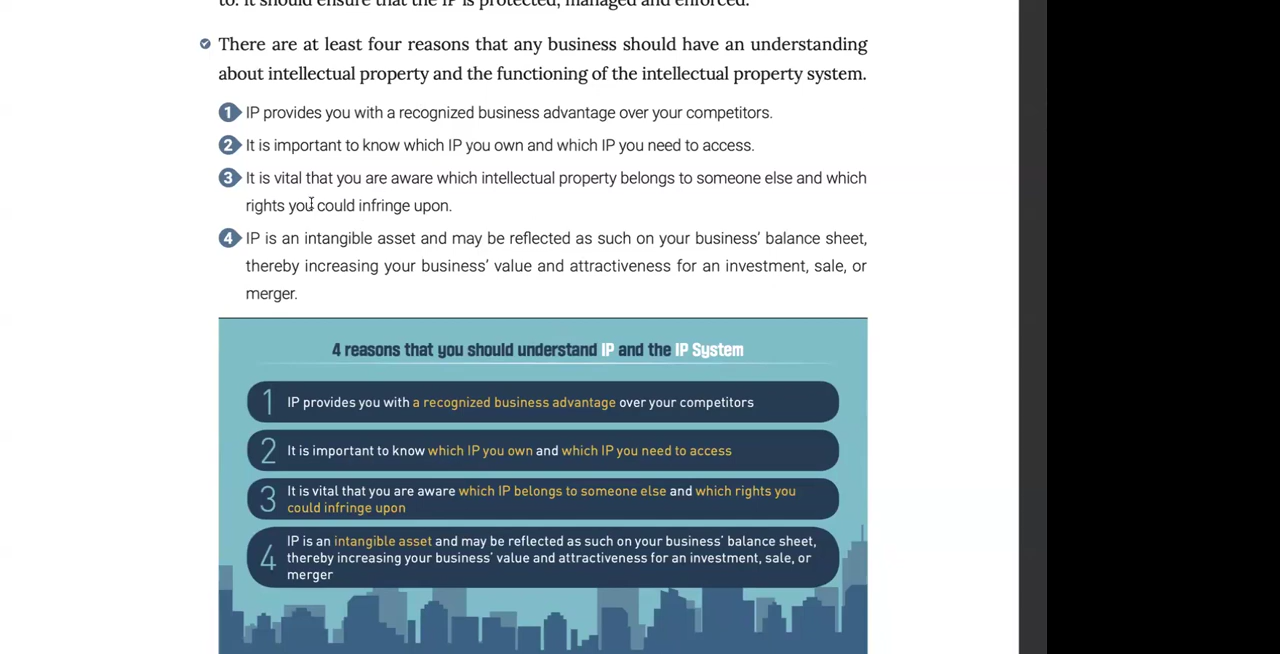 to. It should ensure that the IP is protected, managed and enforced.
There are at least four reasons that any business should have an understanding
about intellectual property and the functioning of the intellectual property system.
1 IP provides you with a recognized business advantage over your competitors.
2 It is important to know which IP you own and which IP you need to access.
3 It is vital that you are aware which intellectual property belongs to someone else and which
rights you could infringe upon.
4 IP is an intangible asset and may be reflected as such on your business’ balance sheet,
thereby increasing your business’ value and attractiveness for an investment, sale, or
merger.
4 reasons that you should understand IP and the IP System
1 IP provides you with a recognized business advantage over your competitors
2 It is important to know which IP you own and which IP you need to access
3 It is vital that you are aware which IP belongs to someone else and which rights you
could infringe upon
4 IP is an intangible asset and may be reflected as such on your business’ balance sheet,
thereby increasing your business’ value and attractiveness for an investment, sale, or
merger